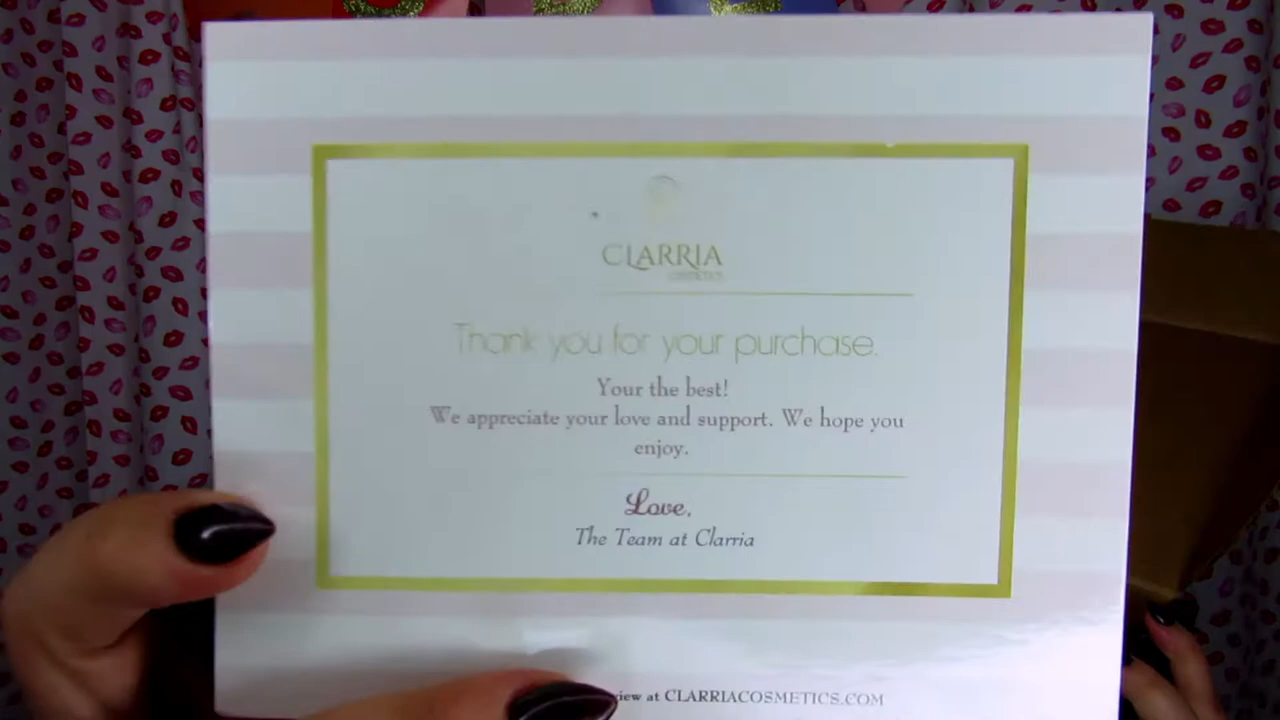 CLARRIA
COSMETICS
Thank you for your purchase.
Your the best!
We appreciate your love and support. We hope you
enjoy.
Love,
The Team at Clarria
at CLARRIACOSMETICS.COM